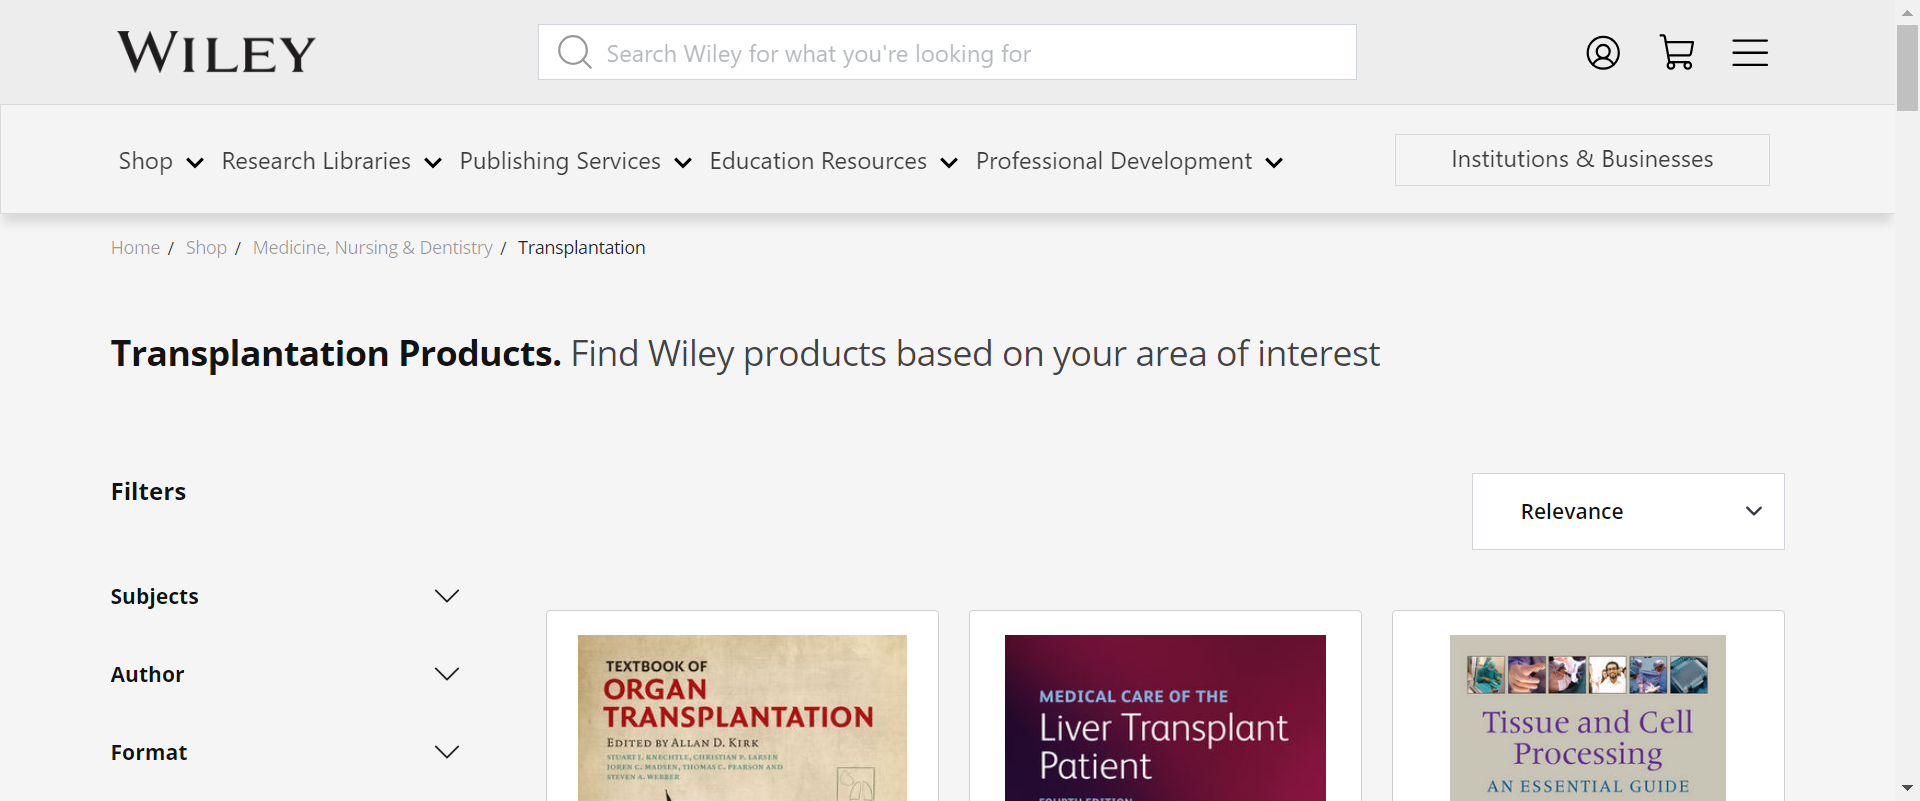 WILEY
Search Wiley for what you're looking for
Shop
Research Libraries
Publishing Services
Education Resources
Professional Development
Institutions & Businesses
Home / Shop / Medicine, Nursing & Dentistry / Transplantation
Transplantation Products. Find Wiley products based on your area of interest
Filters
Relevance
Subjects
Author
Format
TEXTBOOK OF
ORGAN
TRANSPLANTATION
EDITED BY ALLAN D. KIRK
STUART J. KNECHTLE, CHRISTIAN P. LARSEN
JOREN C. MADSEN, THOMAS C. PEARSON AND
STEVEN A. WEBBER
MEDICAL CARE OF THE
Liver Transplant
Patient
FOURTH EDITION
Tissue and Cell
Processing
AN ESSENTIAL GUIDE